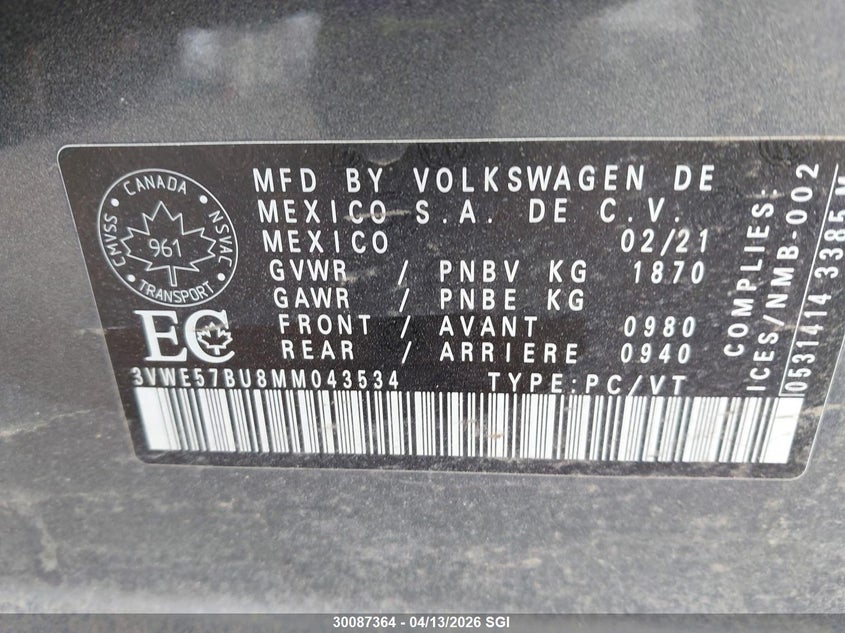 CANADA
CMVSS
NSVAC
961
TRANSPORT
EC
MFD BY VOLKSWAGEN DE
MEXICO S.A. DE C.V.
MEXICO 02/21
GVWR / PNBV KG 1870
GAWR / PNBE KG
FRONT / AVANT 0980
REAR / ARRIERE 0940
3VWE57BU8MM043534 TYPE:PC/VT
COMPLIES:
ICES/NMB-002
0531414 3385 M
30087364 - 04/13/2026 SGI